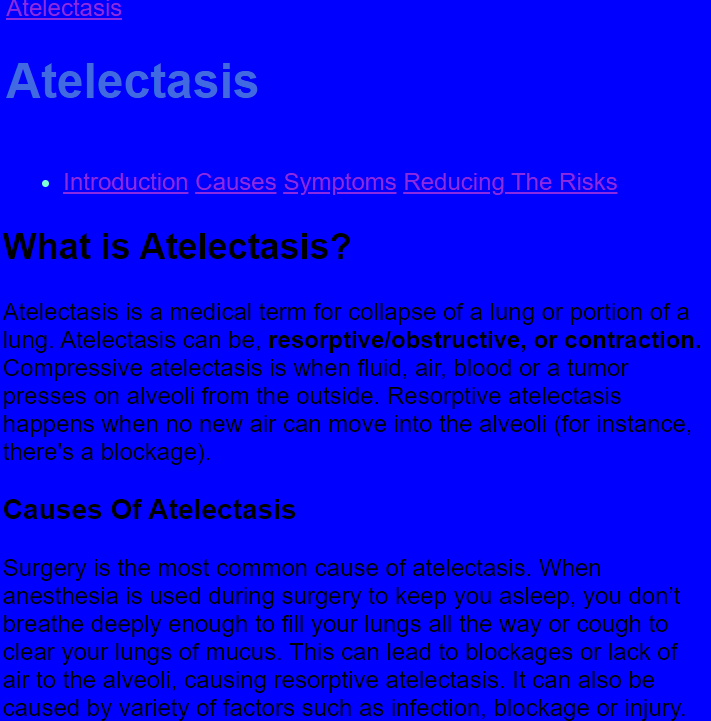 Atelectasis
Atelectasis
Introduction Causes Symptoms Reducing The Risks
What is Atelectasis?
Atelectasis is a medical term for collapse of a lung or portion of a
lung. Atelectasis can be, resorptive/obstructive, or contraction.
Compressive atelectasis is when fluid, air, blood or a tumor
presses on alveoli from the outside. Resorptive atelectasis
happens when no new air can move into the alveoli (for instance,
there's a blockage).
Causes Of Atelectasis
Surgery is the most common cause of atelectasis. When
anesthesia is used during surgery to keep you asleep, you don’t
breathe deeply enough to fill your lungs all the way or cough to
clear your lungs of mucus. This can lead to blockages or lack of
air to the alveoli, causing resorptive atelectasis. It can also be
caused by variety of factors such as infection, blockage or injury.